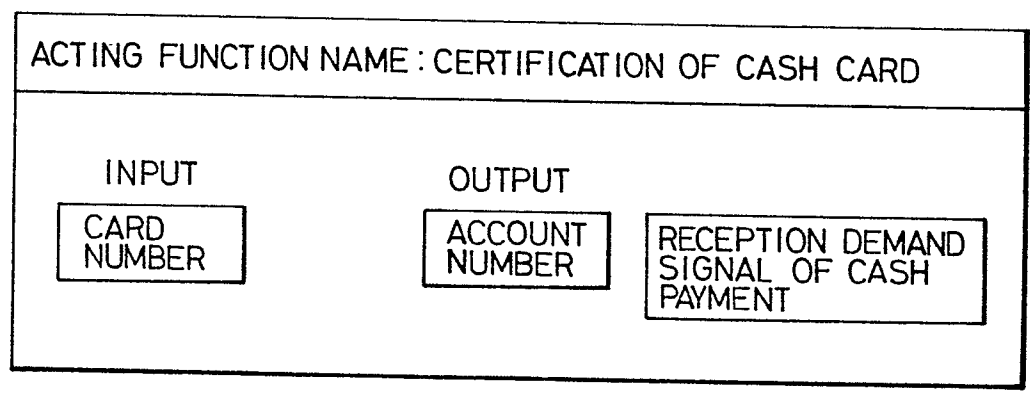 ACTING FUNCTION NAME : CERTIFICATION OF CASH CARD
INPUT
OUTPUT
CARD
NUMBER
ACCOUNT
NUMBER
RECEPTION DEMAND
SIGNAL OF CASH
PAYMENT